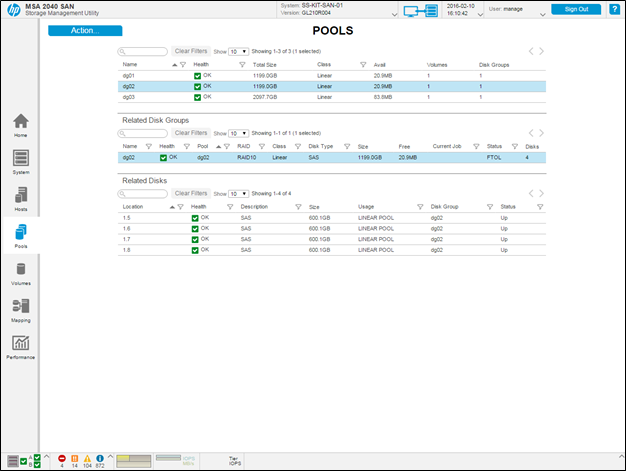 hp MSA 2040 SAN
Storage Management Utility
System: SS-KIT-SAN-01
Version: GL210R004
2016-02-10
16:10:42
User: manage
Sign Out
?
Action...
POOLS
Clear Filters Show 10 Showing 1-3 of 3 (1 selected)
Name Health Total Size Class Avail Volumes Disk Groups
dg01 OK 1199.0GB Linear 20.9MB 1 1
dg02 OK 1199.0GB Linear 20.9MB 1 1
dg03 OK 2097.7GB Linear 83.8MB 1 1
Related Disk Groups
Clear Filters Show 10 Showing 1-1 of 1 (1 selected)
Name Health Pool RAID Class Disk Type Size Free Current Job Status Disks
dg02 OK dg02 RAID10 Linear SAS 1199.0GB 20.9MB FTOL 4
Related Disks
Clear Filters Show 10 Showing 1-4 of 4
Location Health Description Size Usage Disk Group Status
1.5 OK SAS 600.1GB LINEAR POOL dg02 Up
1.6 OK SAS 600.1GB LINEAR POOL dg02 Up
1.7 OK SAS 600.1GB LINEAR POOL dg02 Up
1.8 OK SAS 600.1GB LINEAR POOL dg02 Up
Home
System
Hosts
Pools
Volumes
Mapping
Performance
A
B
4 14 104 872
IOPS
MB/s
Tier
IOPS